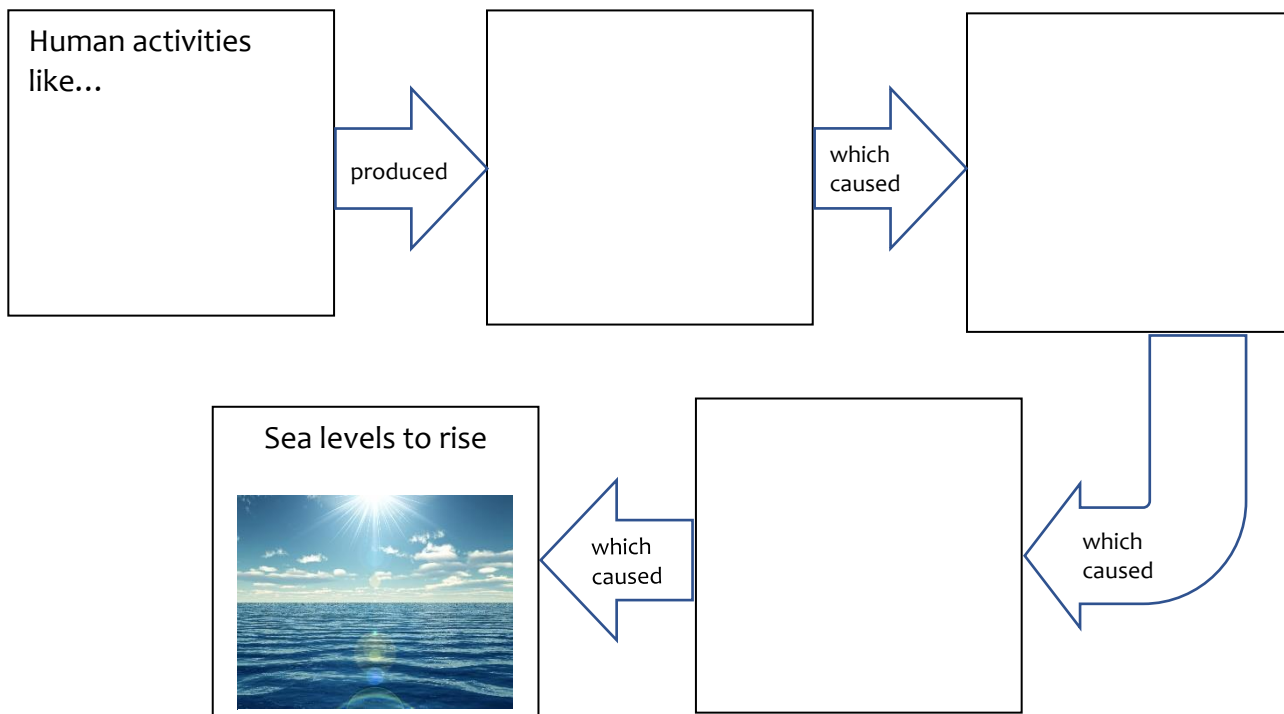 Human activities
like...
produced
which
caused
which
caused
which
caused
Sea levels to rise